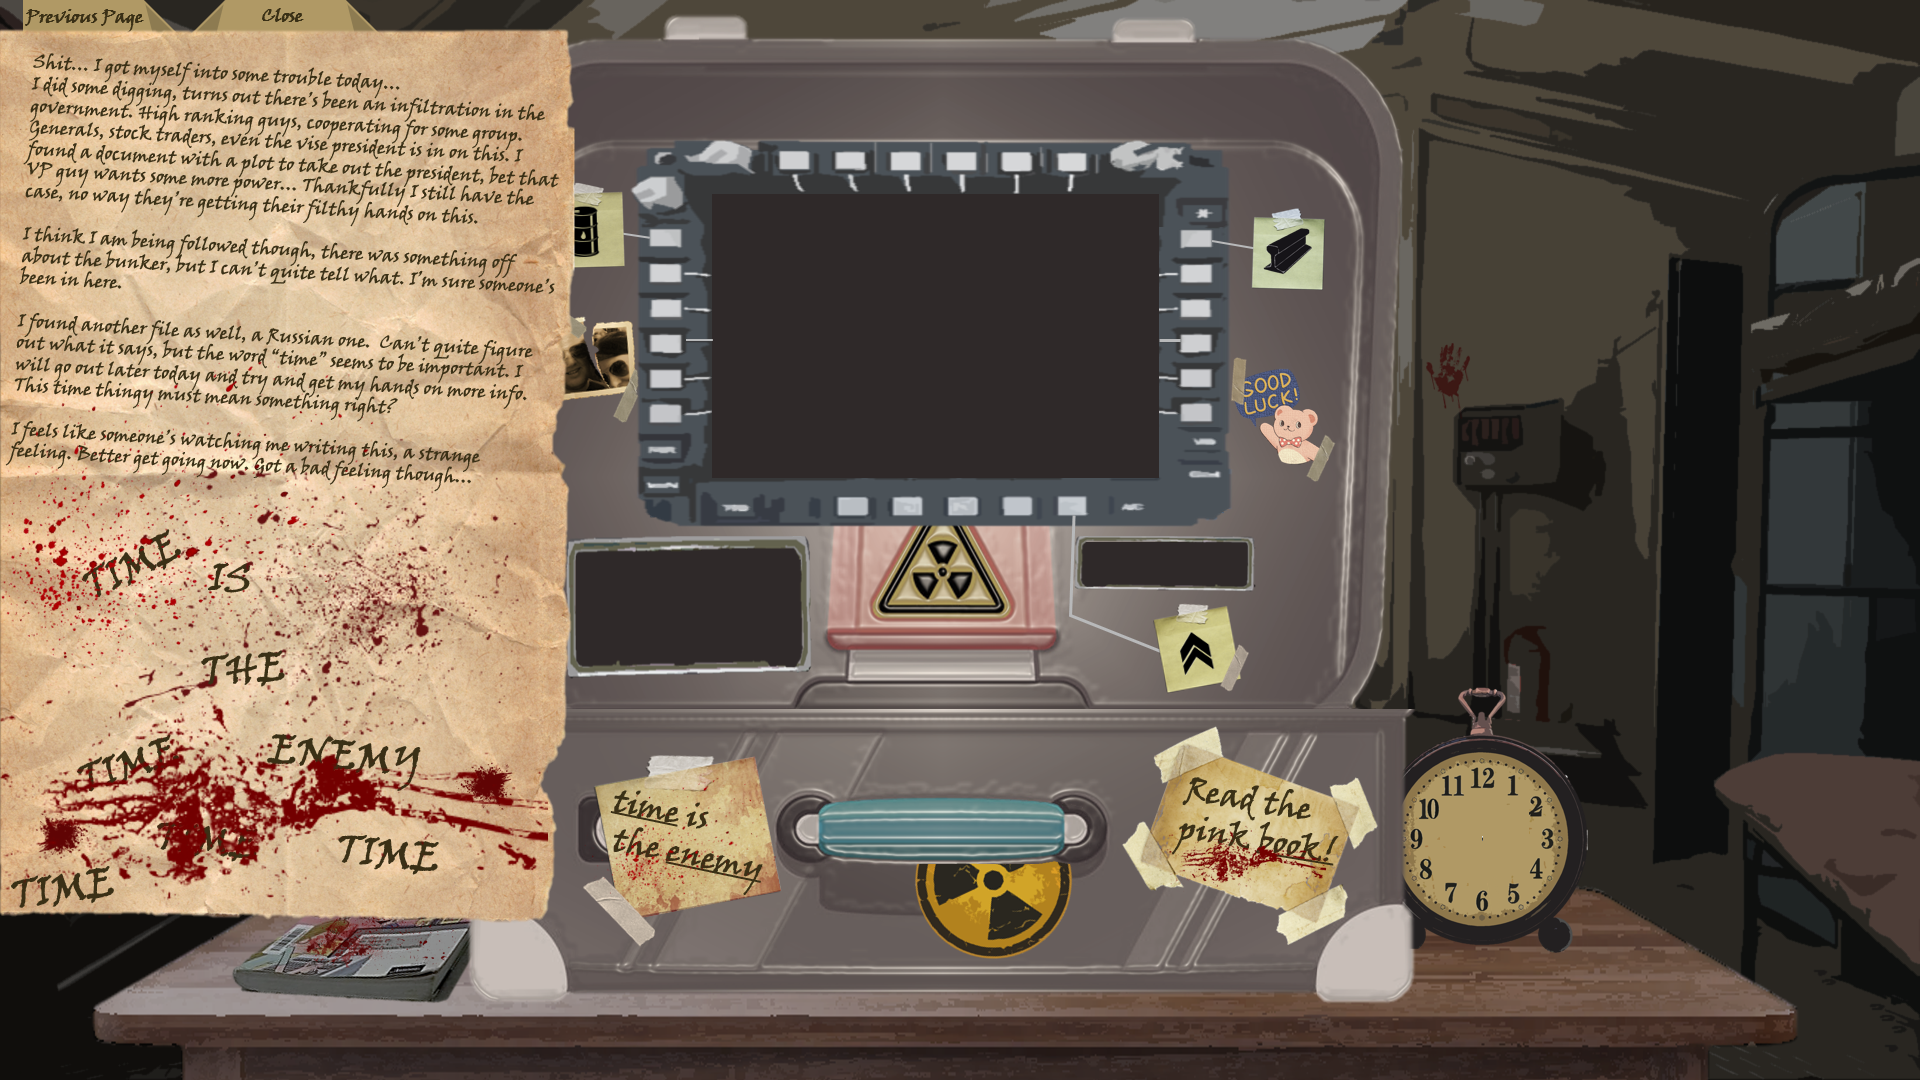 Previous Page
Close
Shit... I got myself into some trouble today...
I did some digging, turns out there's been an infiltration in the
government. High ranking guys, cooperating for some group.
Generals, stock traders, even the vise president is in on this. I
found a document with a plot to take out the president, bet that
VP guy wants some more power... Thankfully I still have the
case, no way they're getting their filthy hands on this.
I think I am being followed though, there was something off
about the bunker, but I can't quite tell what. I'm sure someone's
been in here.
I found another file as well, a Russian one. Can't quite figure
out what it says, but the word "time" seems to be important. I
will go out later today and try and get my hands on more info.
This time thingy must mean something right?
I feels like someone's watching me writing this, a strange
feeling. Better get going now. Got a bad feeling though...
TIME
IS
THE
TIME
ENEMY
TIME
TIME
TIME
GOOD
LUCK!
time is
the enemy
Read the
pink book!
11 12 1
10 2
9 3
8 4
7 6 5